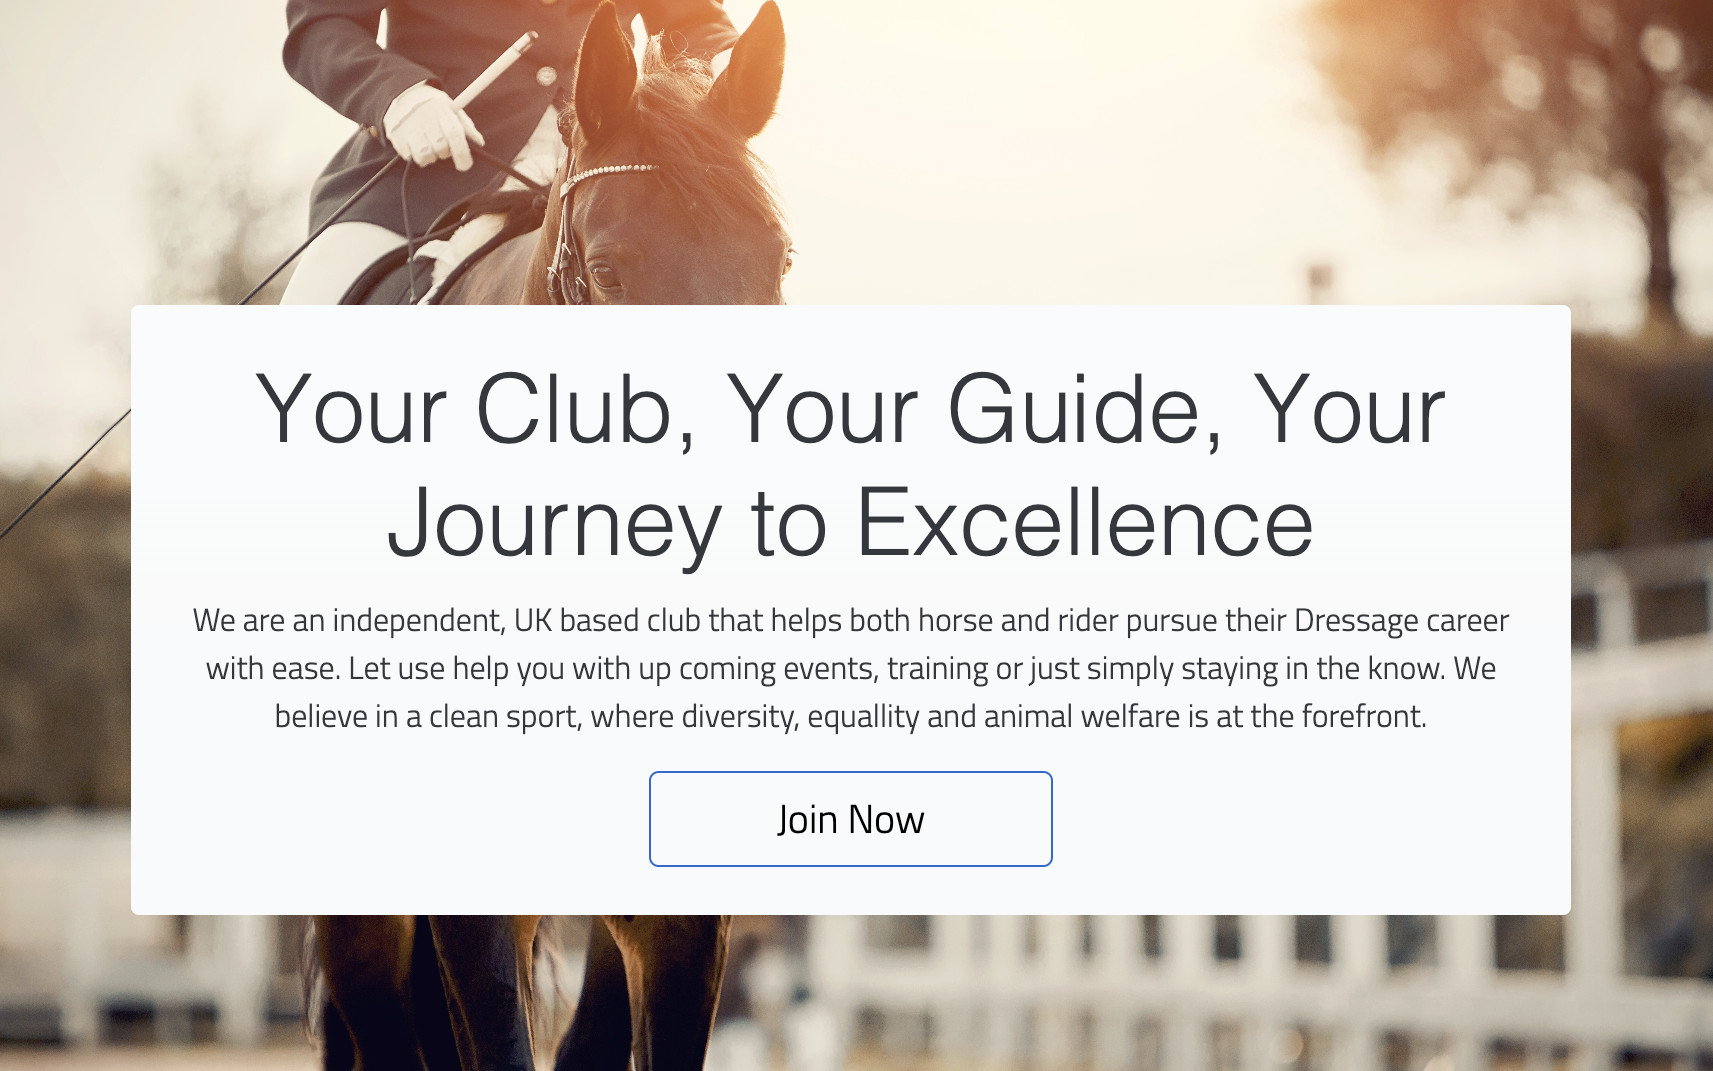 Your Club, Your Guide, Your
Journey to Excellence
We are an independent, UK based club that helps both horse and rider pursue their Dressage career
with ease. Let use help you with up coming events, training or just simply staying in the know. We
believe in a clean sport, where diversity, equallity and animal welfare is at the forefront.
Join Now